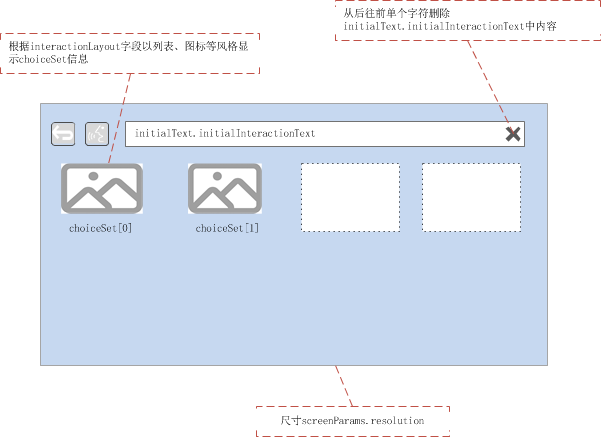 从后往前单个字符删除
initialText.initialInteractionText中内容
根据interactionLayout字段以列表、图标等风格显
示choiceSet信息
initialText.initialInteractionText
choiceSet[0]
choiceSet[1]
尺寸screenParams.resolution